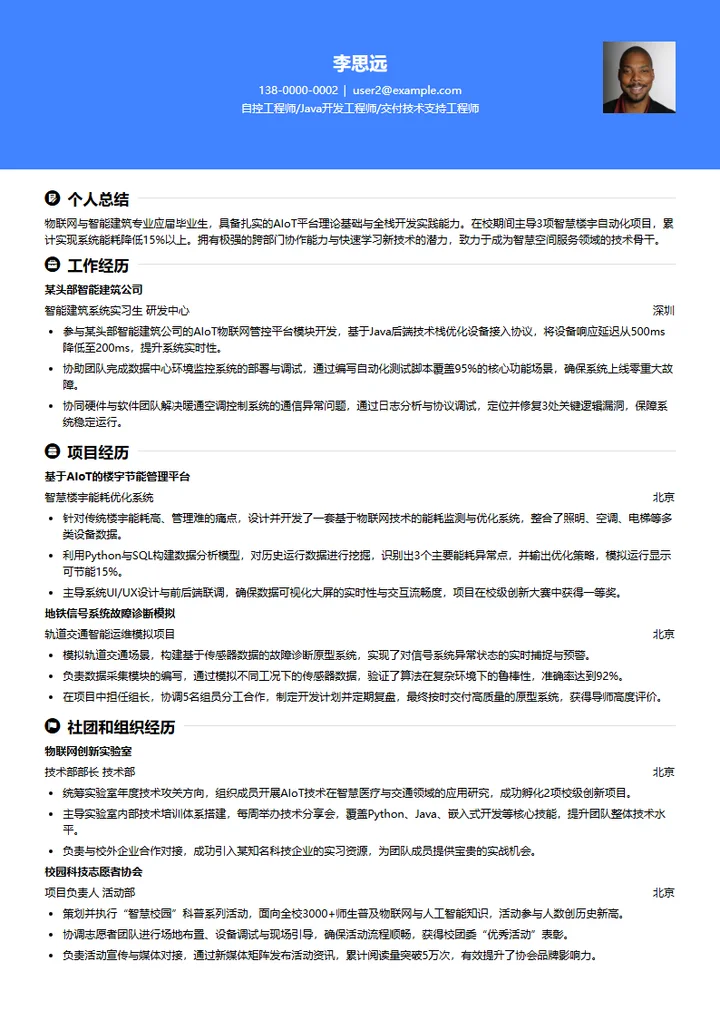 李思远
138-0000-0002 | user2@example.com
自控工程师/Java开发工程师/交付技术支持工程师
个人总结
物联网与智能建筑专业应届毕业生，具备扎实的AIoT平台理论基础与全栈开发实践能力。在校期间主导3项智慧楼宇自动化项目，累
计实现系统能耗降低15%以上。拥有极强的跨部门协作能力与快速学习新技术的潜力，致力于成为智慧空间服务领域的技术骨干。
工作经历
某头部智能建筑公司
智能建筑系统实习生 研发中心 深圳
• 参与某头部智能建筑公司的AIoT物联网管控平台模块开发，基于Java后端技术栈优化设备接入协议，将设备响应延迟从500ms
降低至200ms，提升系统实时性。
• 协助团队完成数据中心环境监控系统的部署与调试，通过编写自动化测试脚本覆盖95%的核心功能场景，确保系统上线零重大故
障。
• 协同硬件与软件团队解决暖通空调控制系统的通信异常问题，通过日志分析与协议调试，定位并修复3处关键逻辑漏洞，保障系
统稳定运行。
项目经历
基于AIoT的楼宇节能管理平台
智慧楼宇能耗优化系统 北京
• 针对传统楼宇能耗高、管理难的痛点，设计并开发了一套基于物联网技术的能耗监测与优化系统，整合了照明、空调、电梯等多
类设备数据。
• 利用Python与SQL构建数据分析模型，对历史运行数据进行挖掘，识别出3个主要能耗异常点，并输出优化策略，模拟运行显示
可节能15%。
• 主导系统UI/UX设计与前后端联调，确保数据可视化大屏的实时性与交互流畅度，项目在校级创新大赛中获得一等奖。
地铁信号系统故障诊断模拟
轨道交通智能运维模拟项目 北京
• 模拟轨道交通场景，构建基于传感器数据的故障诊断原型系统，实现了对信号系统异常状态的实时捕捉与预警。
• 负责数据采集模块的编写，通过模拟不同工况下的传感器数据，验证了算法在复杂环境下的鲁棒性，准确率达到92%。
• 在项目中担任组长，协调5名组员分工合作，制定开发计划并定期复盘，最终按时交付高质量的原型系统，获得导师高度评价。
社团和组织经历
物联网创新实验室
技术部部长 技术部 北京
• 统筹实验室年度技术攻关方向，组织成员开展AIoT技术在智慧医疗与交通领域的应用研究，成功孵化2项校级创新项目。
• 主导实验室内部技术培训体系搭建，每周举办技术分享会，覆盖Python、Java、嵌入式开发等核心技能，提升团队整体技术水
平。
• 负责与校外企业合作对接，成功引入某知名科技企业的实习资源，为团队成员提供宝贵的实战机会。
校园科技志愿者协会
项目负责人 活动部 北京
• 策划并执行“智慧校园”科普系列活动，面向全校3000+师生普及物联网与人工智能知识，活动参与人数创历史新高。
• 协调志愿者团队进行场地布置、设备调试与现场引导，确保活动流程顺畅，获得校团委“优秀活动”表彰。
• 负责活动宣传与媒体对接，通过新媒体矩阵发布活动资讯，累计阅读量突破5万次，有效提升了协会品牌影响力。